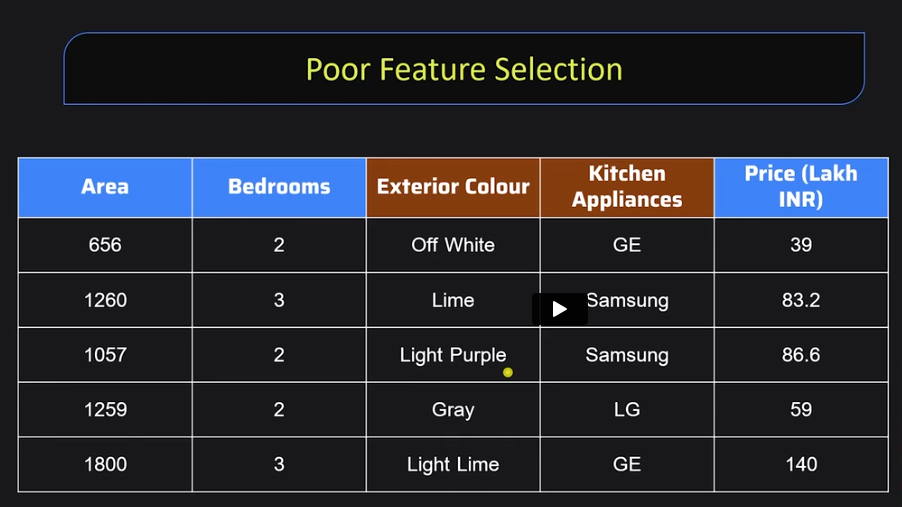 Poor Feature Selection
Area Bedrooms Exterior Colour Kitchen Appliances Price (Lakh INR)
656 2 Off White GE 39
1260 3 Lime Samsung 83.2
1057 2 Light Purple Samsung 86.6
1259 2 Gray LG 59
1800 3 Light Lime GE 140